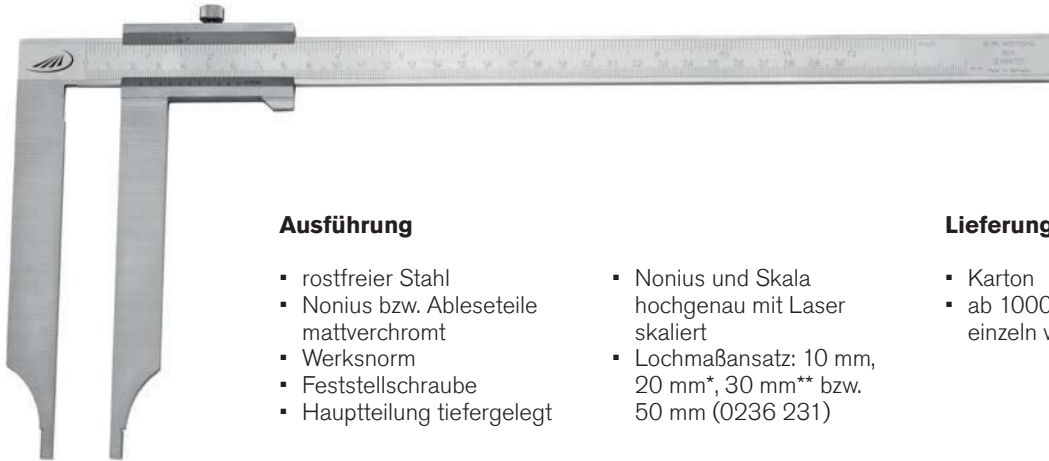 Ausführung
▪ rostfreier Stahl
▪ Nonius bzw. Ableseteile
mattverchromt
▪ Werksnorm
▪ Feststellschraube
▪ Hauptteilung tiefergelegt
▪ Nonius und Skala
hochgenau mit Laser
skaliert
▪ Lochmaßansatz: 10 mm,
20 mm*, 30 mm** bzw.
50 mm (0236 231)
Lieferung
▪ Karton
▪ ab 1000
einzeln v